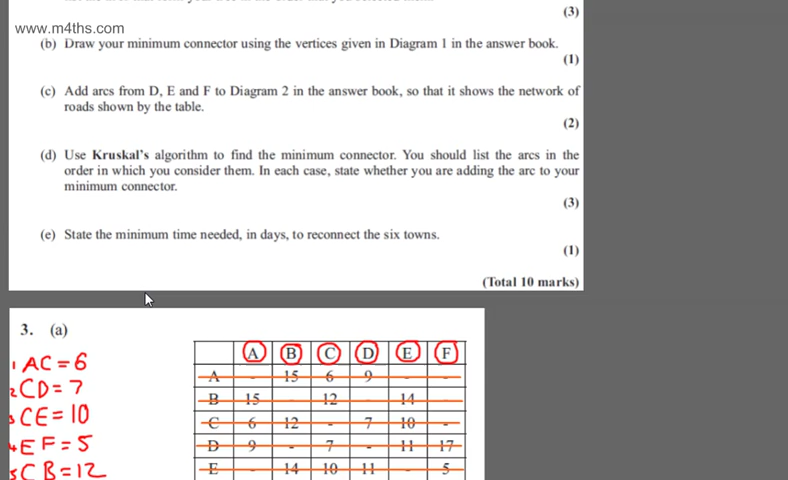 www.m4ths.com
(3)
(b) Draw your minimum connector using the vertices given in Diagram 1 in the answer book.
(1)
(c) Add arcs from D, E and F to Diagram 2 in the answer book, so that it shows the network of
roads shown by the table.
(2)
(d) Use Kruskal's algorithm to find the minimum connector. You should list the arcs in the
order in which you consider them. In each case, state whether you are adding the arc to your
minimum connector.
(3)
(e) State the minimum time needed, in days, to reconnect the six towns.
(1)
(Total 10 marks)
3. (a)
1 AC = 6
2 CD = 7
3 CE = 10
4 EF = 5
5 CB = 12
A B C D E F
A - 15 6 9 - -
B 15 - 12 - 14 -
C 6 12 - 7 10 -
D 9 - 7 - 11 17
E - 14 10 11 - 5